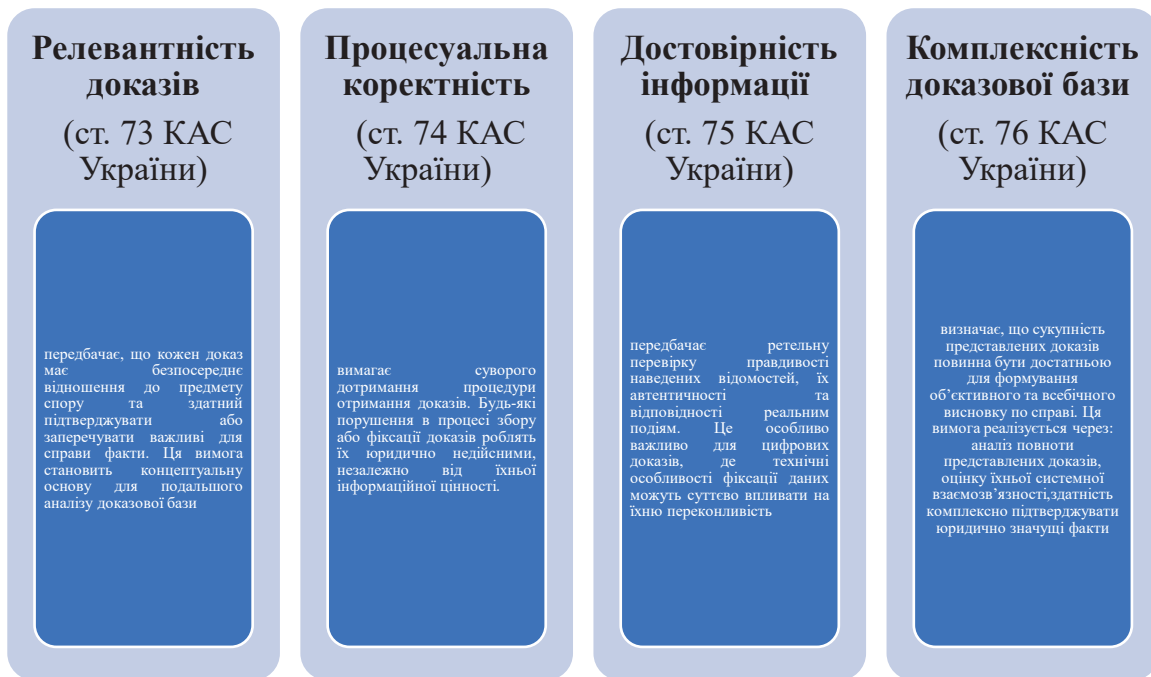 Релевантність
доказів
(ст. 73 КАС
України)
передбачає, що кожен доказ
має безпосереднє
відношення до предмету
спору та здатний
підтверджувати або
заперечувати важливі для
справи факти. Ця вимога
становить концептуальну
основу для подальшого
аналізу доказової бази
Процесуальна
коректність
(ст. 74 КАС
України)
вимагає суворого
дотримання процедури
отримання доказів. Будь-які
порушення в процесі збору
або фіксації доказів роблять
їх юридично недійсними,
незалежно від їхньої
інформаційної цінності.
Достовірність
інформації
(ст. 75 КАС
України)
передбачає ретельну
перевірку правдивості
наведених відомостей, їх
автентичності та
відповідності реальним
подіям. Це особливо
важливо для цифрових
доказів, де технічні
особливості фіксації даних
можуть суттєво впливати на
їхню переконливість
Комплексність
доказової бази
(ст. 76 КАС
України)
визначає, що сукупність
представлених доказів
повинна бути достатньою
для формування
об’єктивного та всебічного
висновку по справі. Ця
вимога реалізується через:
аналіз повноти
представлених доказів,
оцінку їхньої системної
взаємозв’язності,здатність
комплексно підтверджувати
юридично значущі факти